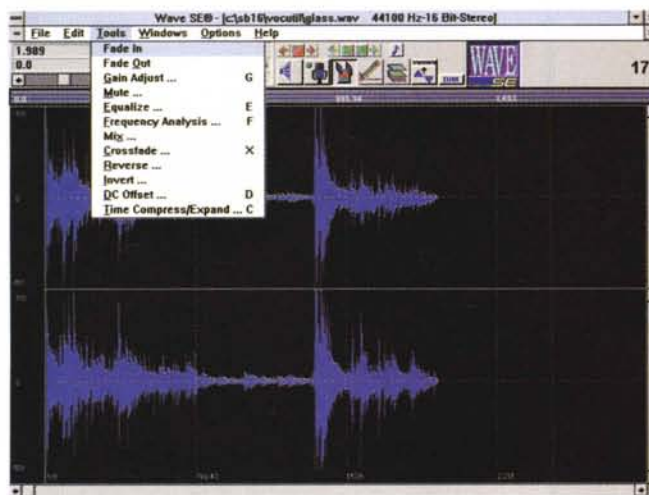 Wave SE® - [c:\sb16\vocutil\glass.wav 44100 Hz-16 Bit-Stereo]
File Edit Tools Windows Options Help
1.989
0.0
Fade In
Fade Out
Gain Adjust ... G
Mute ...
Equalize ... E
Frequency Analysis ... F
Mix ...
Crossfade ... X
Reverse ...
Invert ...
DC Offset ... D
Time Compress/Expand ... C
WAVE
SE
17